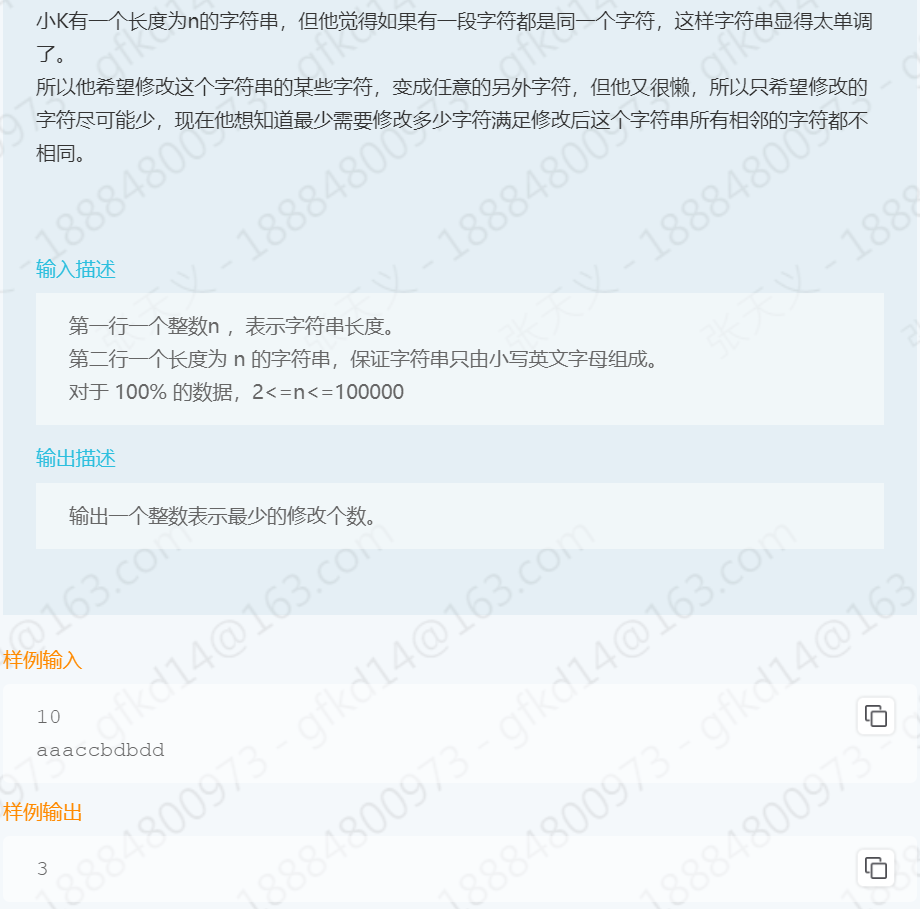 小K有一个长度为n的字符串，但他觉得如果有一段字符都是同一个字符，这样字符串显得太单调
了。
所以他希望修改这个字符串的某些字符，变成任意的另外字符，但他又很懒，所以只希望修改的
字符尽可能少，现在他想知道最少需要修改多少字符满足修改后这个字符串所有相邻的字符都不
相同。
输入描述
第一行一个整数n ，表示字符串长度。
第二行一个长度为 n 的字符串，保证字符串只由小写英文字母组成。
对于 100% 的数据，2<=n<=100000
输出描述
输出一个整数表示最少的修改个数。
样例输入
10
aaaccbdbdd
样例输出
3